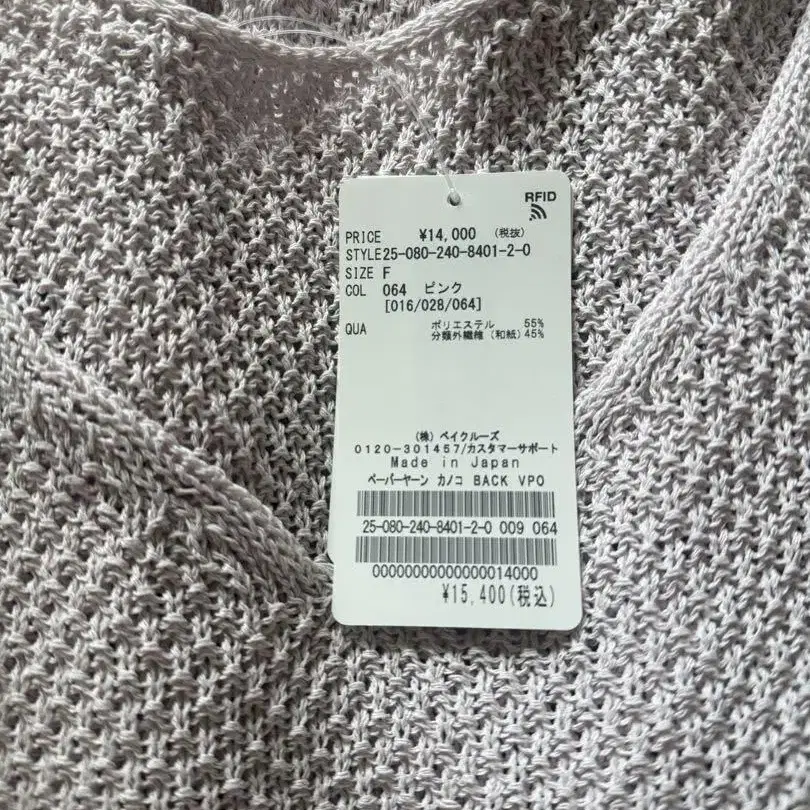 RFID
PRICE ¥14,000 (税抜)
STYLE25-080-240-8401-2-0
SIZE F
COL 064 ピンク
[016/028/064]
QUA ポリエステル 55%
分類外繊維(和紙)45%
(株)ベイクルーズ
0120-301457/カスタマーサポート
Made in Japan
ペーパーヤーン カノコ BACK VPO
25-080-240-8401-2-0 009 064
00000000000000014000
¥15,400(税込)